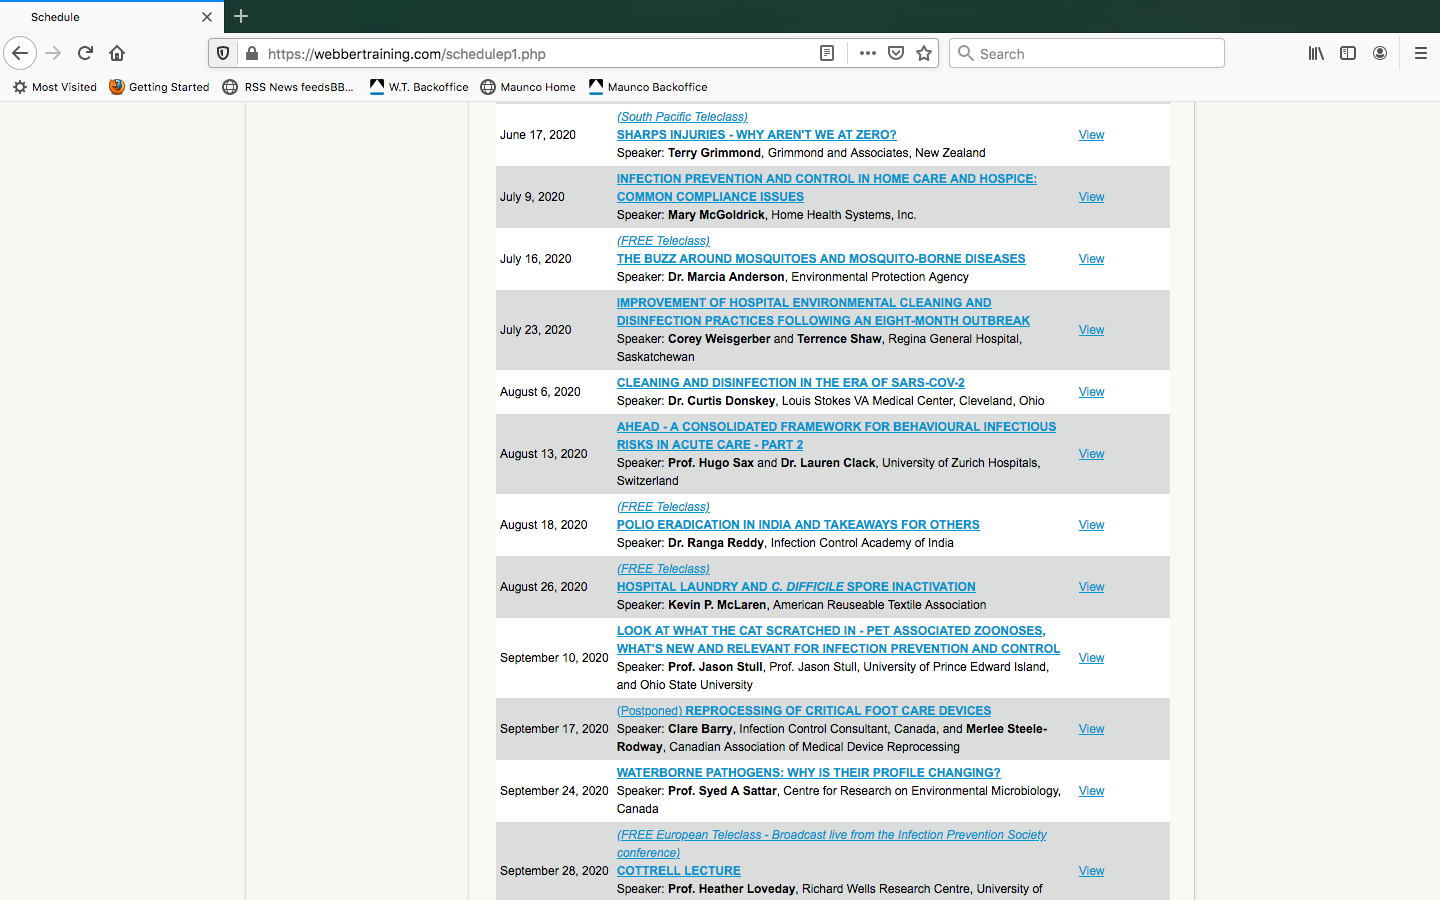 Schedule
https://webbertraining.com/schedulep1.php
Search
Most Visited
Getting Started
RSS News feedsBB...
W.T. Backoffice
Maunco Home
Maunco Backoffice
(South Pacific Teleclass)
June 17, 2020
SHARPS INJURIES - WHY AREN'T WE AT ZERO?
View
Speaker: Terry Grimmond, Grimmond and Associates, New Zealand
INFECTION PREVENTION AND CONTROL IN HOME CARE AND HOSPICE:
July 9, 2020
COMMON COMPLIANCE ISSUES
View
Speaker: Mary McGoldrick, Home Health Systems, Inc.
(FREE Teleclass)
July 16, 2020
THE BUZZ AROUND MOSQUITOES AND MOSQUITO-BORNE DISEASES
View
Speaker: Dr. Marcia Anderson, Environmental Protection Agency
IMPROVEMENT OF HOSPITAL ENVIRONMENTAL CLEANING AND
DISINFECTION PRACTICES FOLLOWING AN EIGHT-MONTH OUTBREAK
July 23, 2020
View
Speaker: Corey Weisgerber and Terrence Shaw, Regina General Hospital,
Saskatchewan
CLEANING AND DISINFECTION IN THE ERA OF SARS-COV-2
August 6, 2020
View
Speaker: Dr. Curtis Donskey, Louis Stokes VA Medical Center, Cleveland, Ohio
AHEAD - A CONSOLIDATED FRAMEWORK FOR BEHAVIOURAL INFECTIOUS
RISKS IN ACUTE CARE - PART 2
August 13, 2020
View
Speaker: Prof. Hugo Sax and Dr. Lauren Clack, University of Zurich Hospitals,
Switzerland
(FREE Teleclass)
August 18, 2020
POLIO ERADICATION IN INDIA AND TAKEAWAYS FOR OTHERS
View
Speaker: Dr. Ranga Reddy, Infection Control Academy of India
(FREE Teleclass)
August 26, 2020
HOSPITAL LAUNDRY AND C. DIFFICILE SPORE INACTIVATION
View
Speaker: Kevin P. McLaren, American Reuseable Textile Association
LOOK AT WHAT THE CAT SCRATCHED IN - PET ASSOCIATED ZOONOSES,
WHAT'S NEW AND RELEVANT FOR INFECTION PREVENTION AND CONTROL
September 10, 2020
View
Speaker: Prof. Jason Stull, Prof. Jason Stull, University of Prince Edward Island,
and Ohio State University
(Postponed) REPROCESSING OF CRITICAL FOOT CARE DEVICES
September 17, 2020
Speaker: Clare Barry, Infection Control Consultant, Canada, and Merlee Steele-
View
Rodway, Canadian Association of Medical Device Reprocessing
WATERBORNE PATHOGENS: WHY IS THEIR PROFILE CHANGING?
September 24, 2020
Speaker: Prof. Syed A Sattar, Centre for Research on Environmental Microbiology,
View
Canada
(FREE European Teleclass - Broadcast live from the Infection Prevention Society
conference)
September 28, 2020
COTTRELL LECTURE
View
Speaker: Prof. Heather Loveday, Richard Wells Research Centre, University of